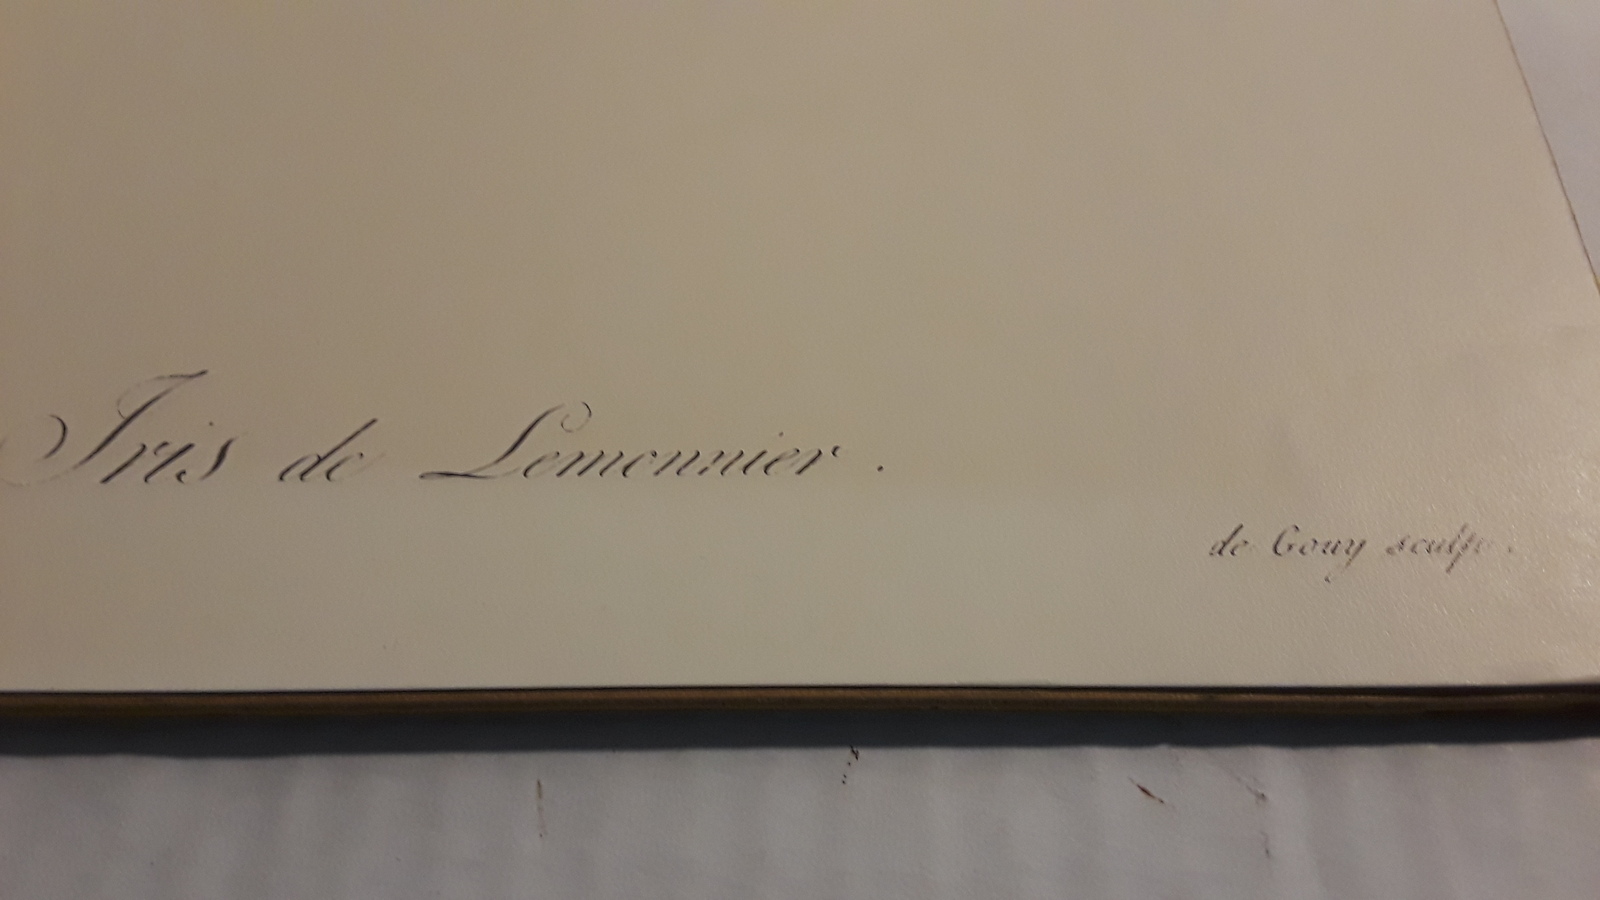 Iris de Lemonnier.
de Gouy sculp.